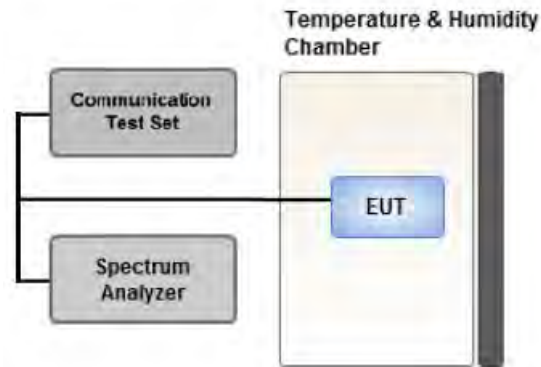 Temperature & Humidity
Chamber
Communication
Test Set
EUT
Spectrum
Analyzer